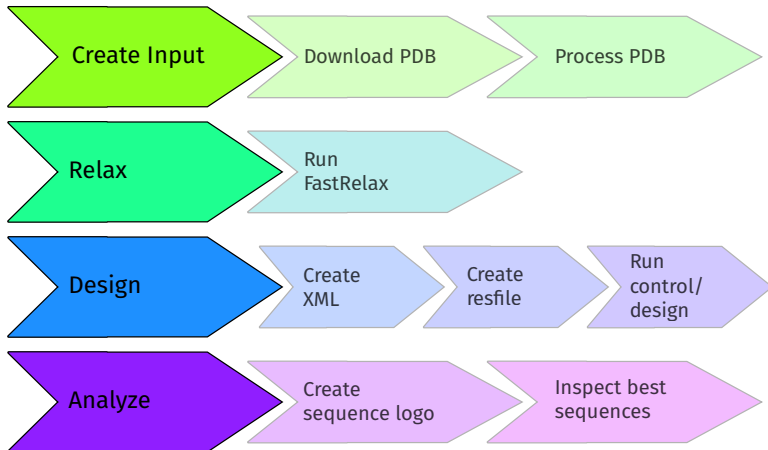 Create Input
Download PDB
Process PDB
Relax
Run
FastRelax
Design
Create
XML
Create
resfile
Run
control/
design
Analyze
Create
sequence logo
Inspect best
sequences